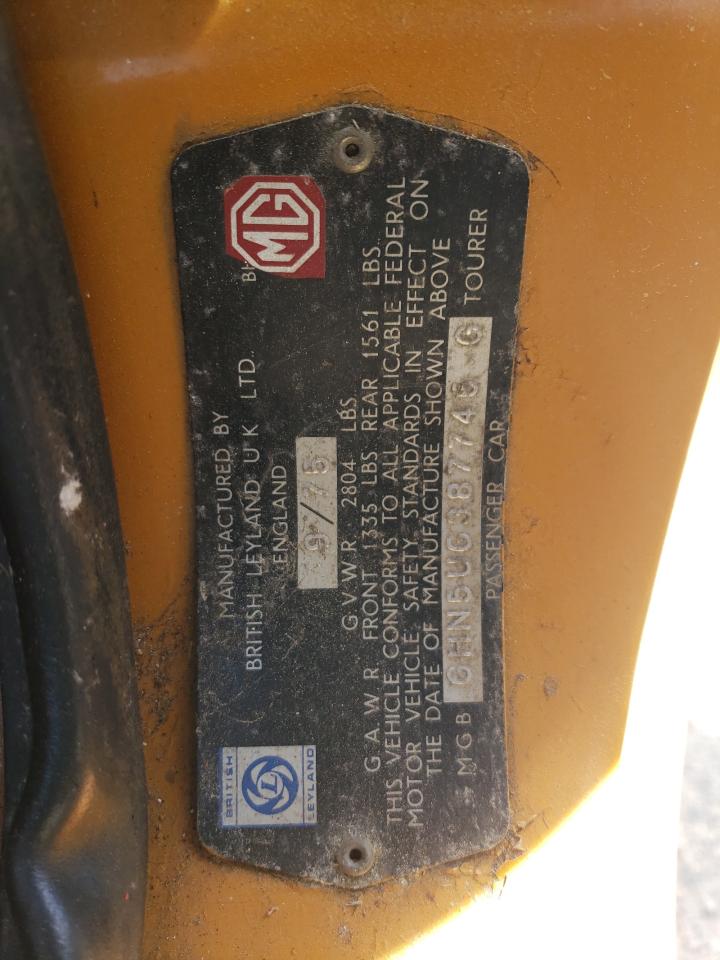 MG
MANUFACTURED BY
BRITISH LEYLAND U K LTD.
ENGLAND
9/75
G V W R 2804 LBS
G A W R FRONT 1335 LBS REAR 1561 LBS
THIS VEHICLE CONFORMS TO ALL APPLICABLE FEDERAL
MOTOR VEHICLE SAFETY STANDARDS IN EFFECT ON
THE DATE OF MANUFACTURE SHOWN ABOVE
MGB GHN5UG387748 G TOURER
PASSENGER CAR
BRITISH
L
LEYLAND